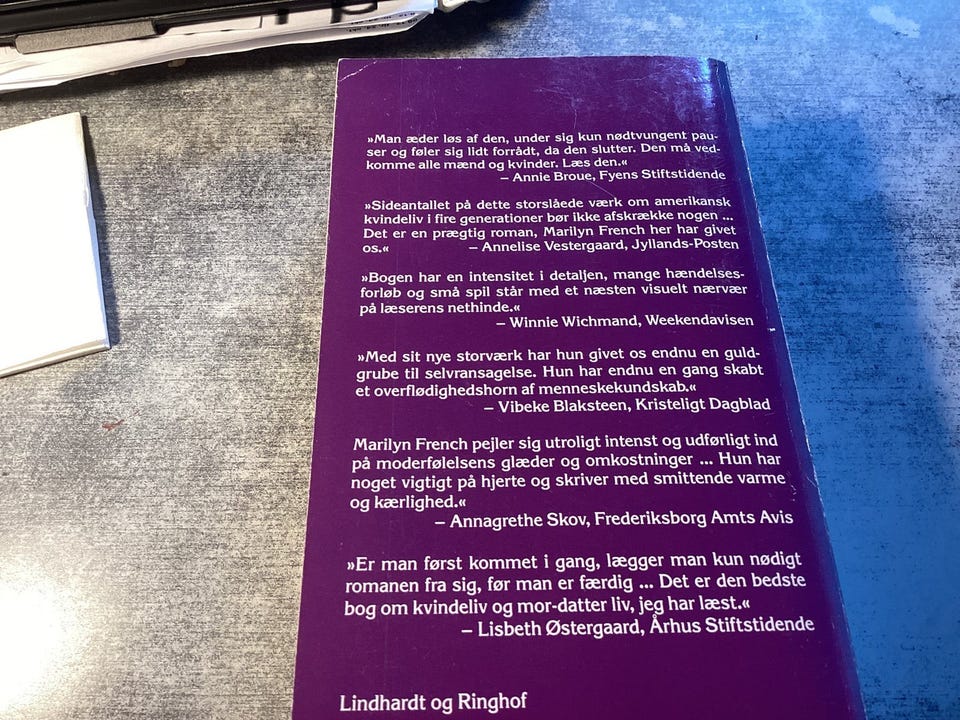 »Man æder løs af den, under sig kun nødtvungent pau-
ser og føler sig lidt forrådt, da den slutter. Den må ved-
komme alle mænd og kvinder. Læs den.«
– Annie Broue, Fyens Stiftstidende
»Sideantallet på dette storslåede værk om amerikansk
kvindeliv i fire generationer bør ikke afskrække nogen ...
Det er en prægtig roman, Marilyn French her har givet
os.« – Annelise Vestergaard, Jyllands-Posten
»Bogen har en intensitet i detaljen, mange hændelses-
forløb og små spil står med et næsten visuelt nærvær
på læserens nethinde.«
– Winnie Wichmand, Weekendavisen
»Med sit nye storværk har hun givet os endnu en guld-
grube til selvransagelse. Hun har endnu en gang skabt
et overflødighedshorn af menneskekundskab.«
– Vibeke Blaksteen, Kristeligt Dagblad
Marilyn French pejler sig utroligt intenst og udførligt ind
på moderfølelsens glæder og omkostninger ... Hun har
noget vigtigt på hjerte og skriver med smittende varme
og kærlighed.«
– Annagrethe Skov, Frederiksborg Amts Avis
»Er man først kommet i gang, lægger man kun nødigt
romanen fra sig, før man er færdig ... Det er den bedste
bog om kvindeliv og mor-datter liv, jeg har læst.«
– Lisbeth Østergaard, Århus Stiftstidende
Lindhardt og Ringhof